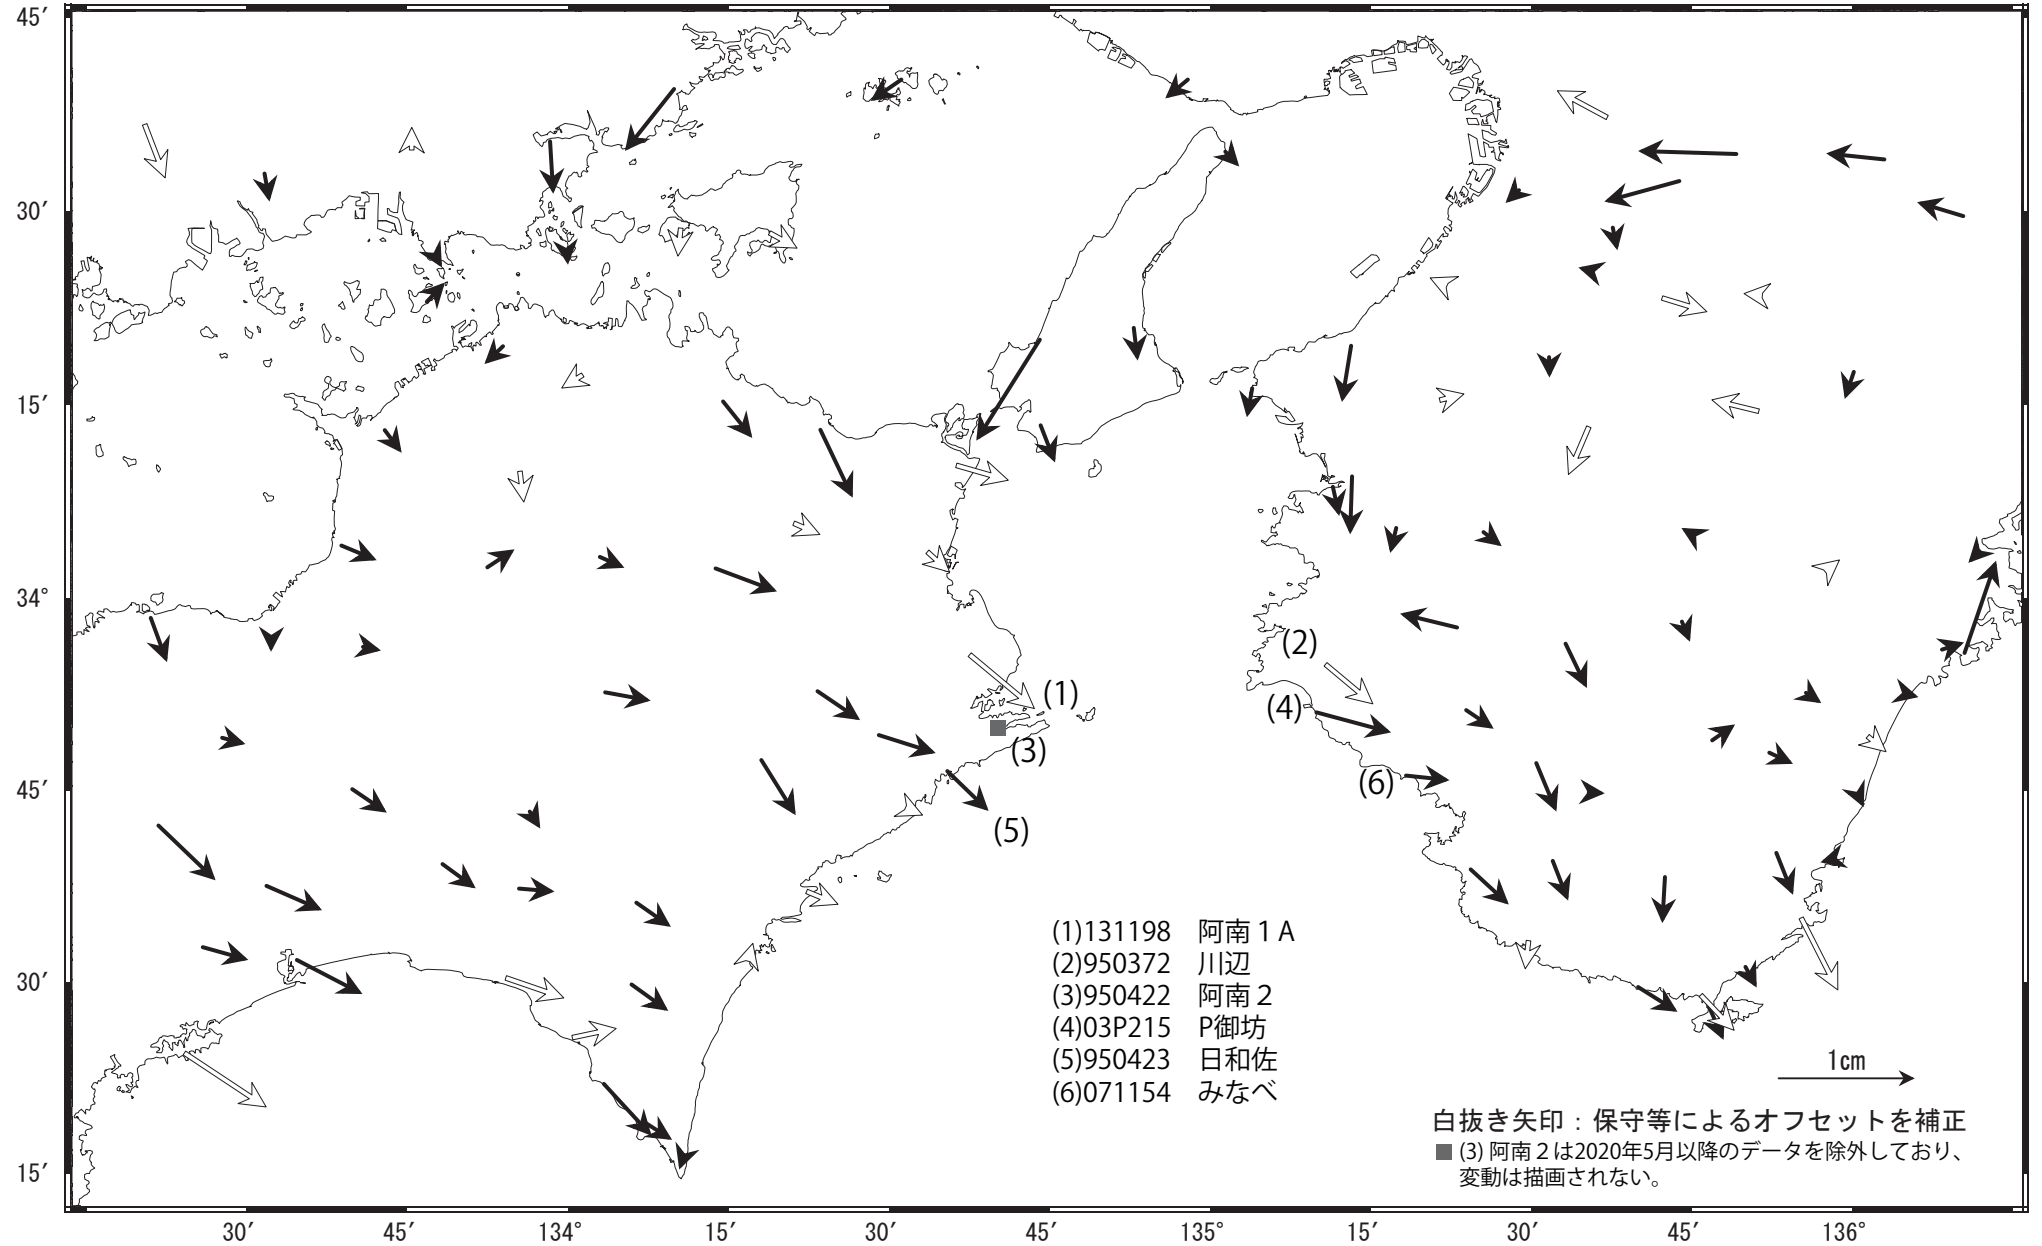 45′
30′
15′
34°
45′
30′
15′
(1)
(2)
(3)
(4)
(5)
(6)
(1)131198 阿南１A
(2)950372 川辺
(3)950422 阿南２
(4)03P215 P御坊
(5)950423 日和佐
(6)071154 みなべ
1cm
白抜き矢印：保守等によるオフセットを補正
(3) 阿南２は2020年5月以降のデータを除外しており、
変動は描画されない。
30′ 45′ 134° 15′ 30′ 45′ 135° 15′ 30′ 45′ 136°